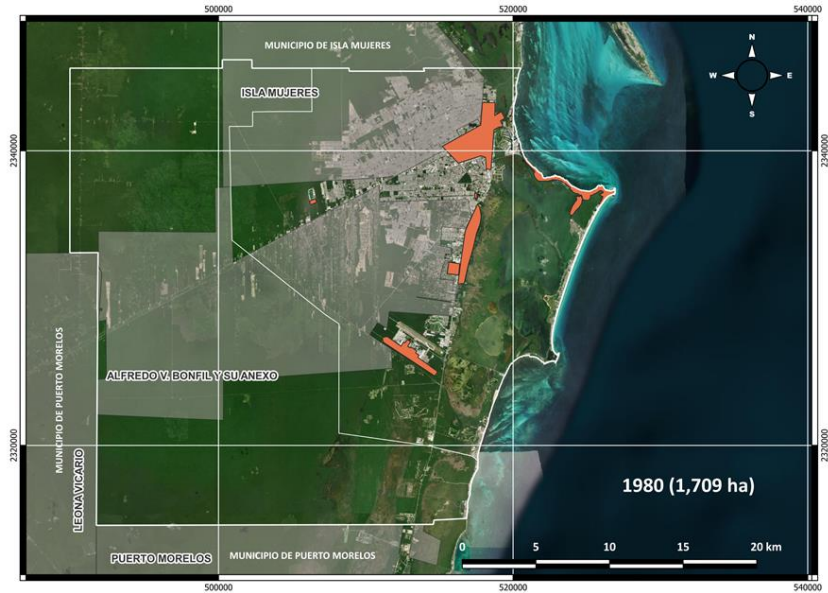 500000
520000
540000
MUNICIPIO DE ISLA MUJERES
N
W
E
S
ISLA MUJERES
2340000
2340000
MUNICIPIO DE PUERTO MORELOS
ALFREDO V. BONFIL Y SU ANEXO
2320000
2320000
LEONA VICARIO
1980 (1,709 ha)
PUERTO MORELOS
MUNICIPIO DE PUERTO MORELOS
0
5
10
15
20 km
500000
520000
540000